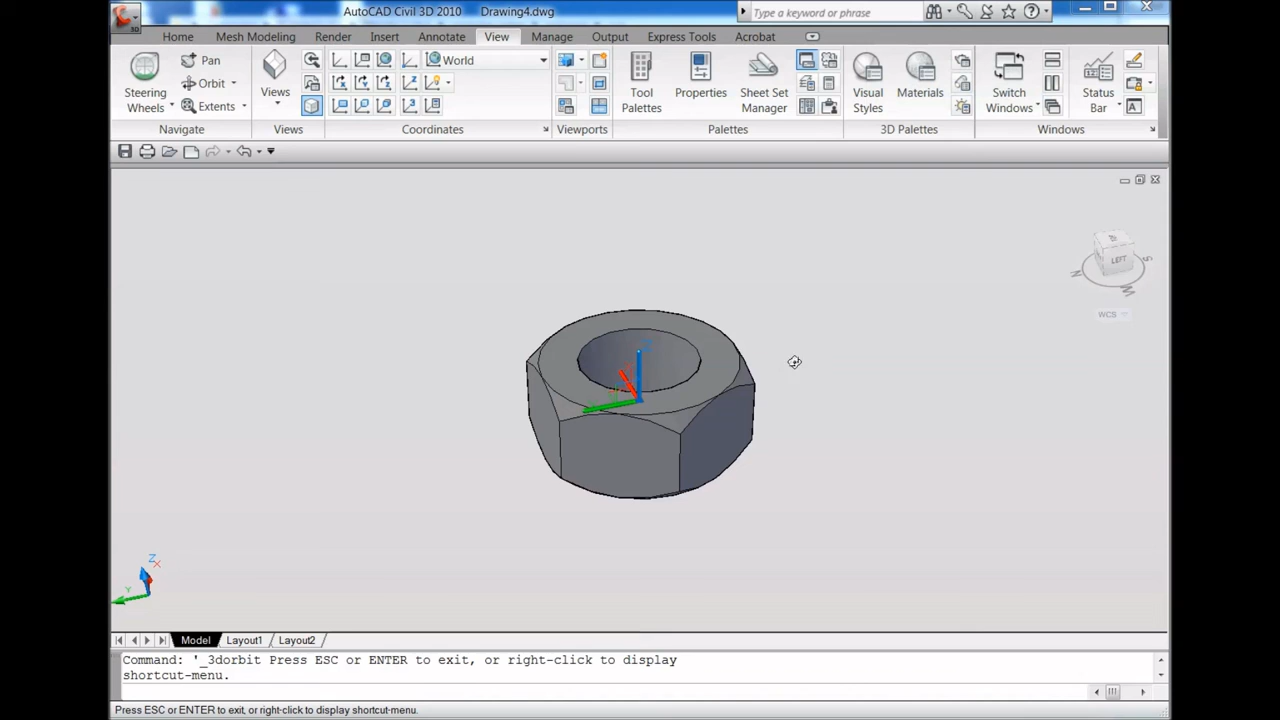 AutoCAD Civil 3D 2010 Drawing4.dwg
Type a keyword or phrase
Home Mesh Modeling Render Insert Annotate View Manage Output Express Tools Acrobat
Pan
World
Orbit
Steering Wheels
Views
Tool Palettes
Properties
Sheet Set Manager
Visual Styles
Materials
Switch Windows
Status Bar
Extents
Navigate Views Coordinates Viewports Palettes 3D Palettes Windows
LEFT
N
S
W
WCS
Z
Z
X
Y
Model Layout1 Layout2
Command: '_3dorbit Press ESC or ENTER to exit, or right-click to display
shortcut-menu.
Press ESC or ENTER to exit, or right-click to display shortcut-menu.